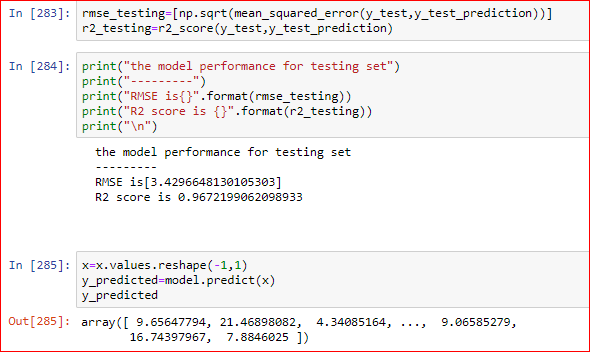 In [283]: rmse_testing=[np.sqrt(mean_squared_error(y_test,y_test_prediction))]
r2_testing=r2_score(y_test,y_test_prediction)
In [284]: print("the model performance for testing set")
print("---------")
print("RMSE is{}".format(rmse_testing))
print("R2 score is {}".format(r2_testing))
print("\n")
the model performance for testing set
---------
RMSE is[3.4296648130105303]
R2 score is 0.9672199062098933
In [285]: x=x.values.reshape(-1,1)
y_predicted=model.predict(x)
y_predicted
Out[285]: array([ 9.65647794, 21.46898082, 4.34085164, ..., 9.06585279,
16.74397967, 7.8846025 ])